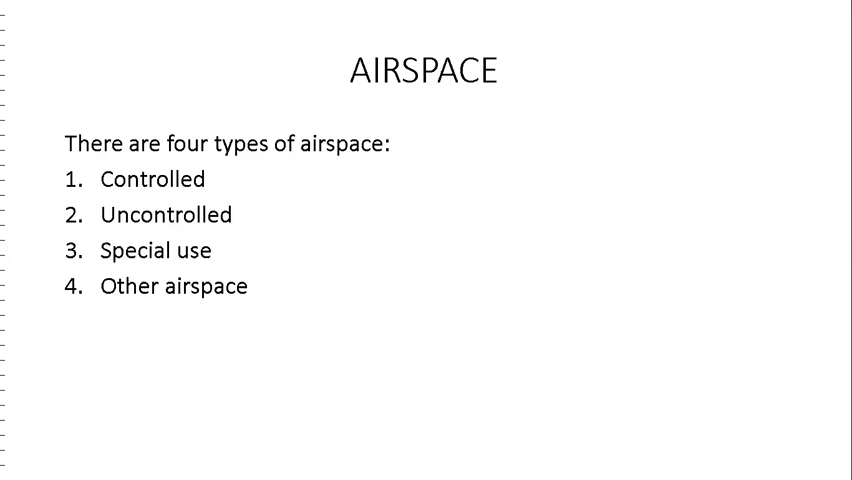 AIRSPACE
There are four types of airspace:
1. Controlled
2. Uncontrolled
3. Special use
4. Other airspace